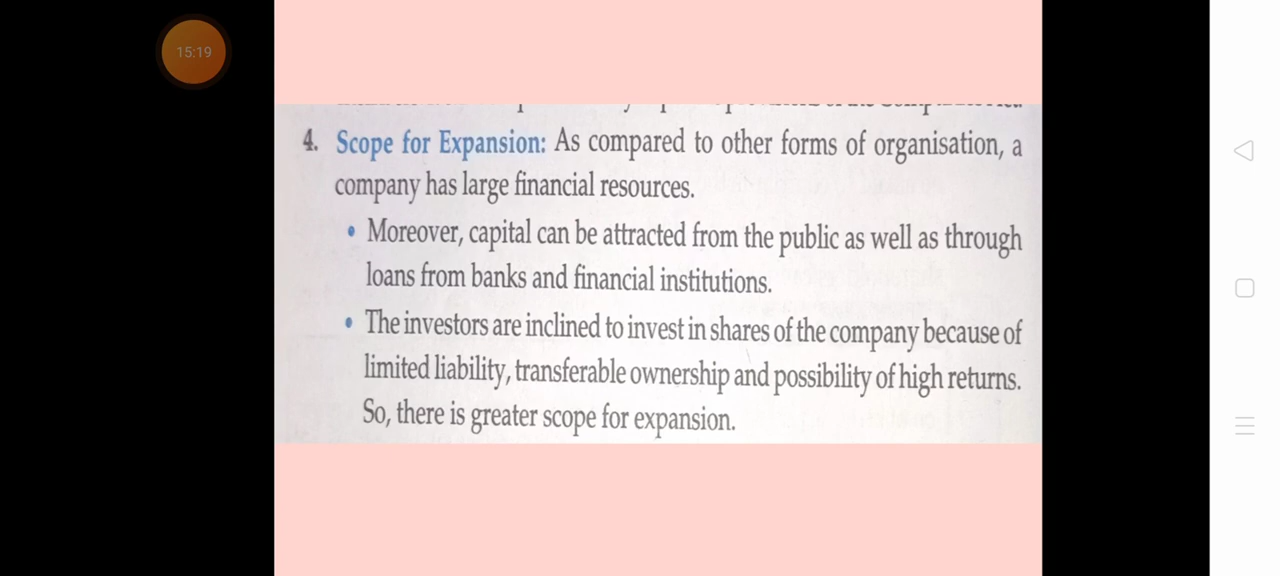 15:19
4. Scope for Expansion: As compared to other forms of organisation, a
company has large financial resources.
• Moreover, capital can be attracted from the public as well as through
loans from banks and financial institutions.
• The investors are inclined to invest in shares of the company because of
limited liability, transferable ownership and possibility of high returns.
So, there is greater scope for expansion.